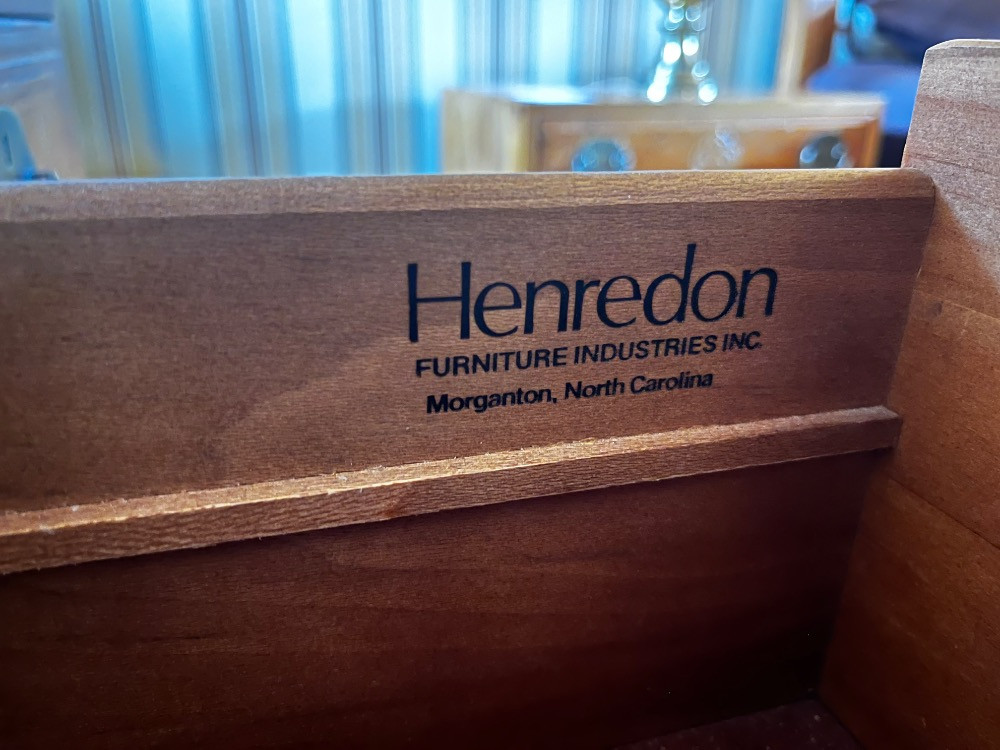 Henredon
FURNITURE INDUSTRIES INC.
Morganton, North Carolina